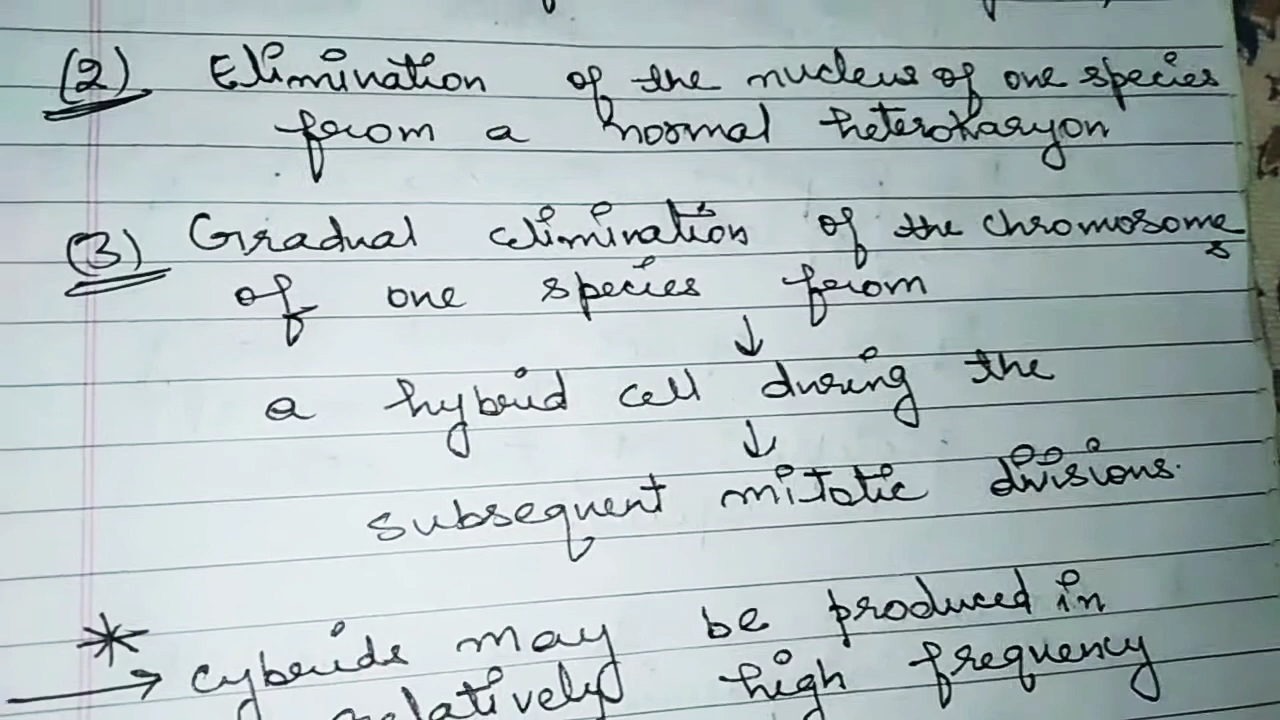 (2) Elimination of the nucleus of one species
from a normal heterokaryon
(3) Gradual elimination of the chromosomes
of one species from
↓
a hybrid cell during the
↓
subsequent mitotic divisions.
* → cybrids may be produced in
relatively high frequency